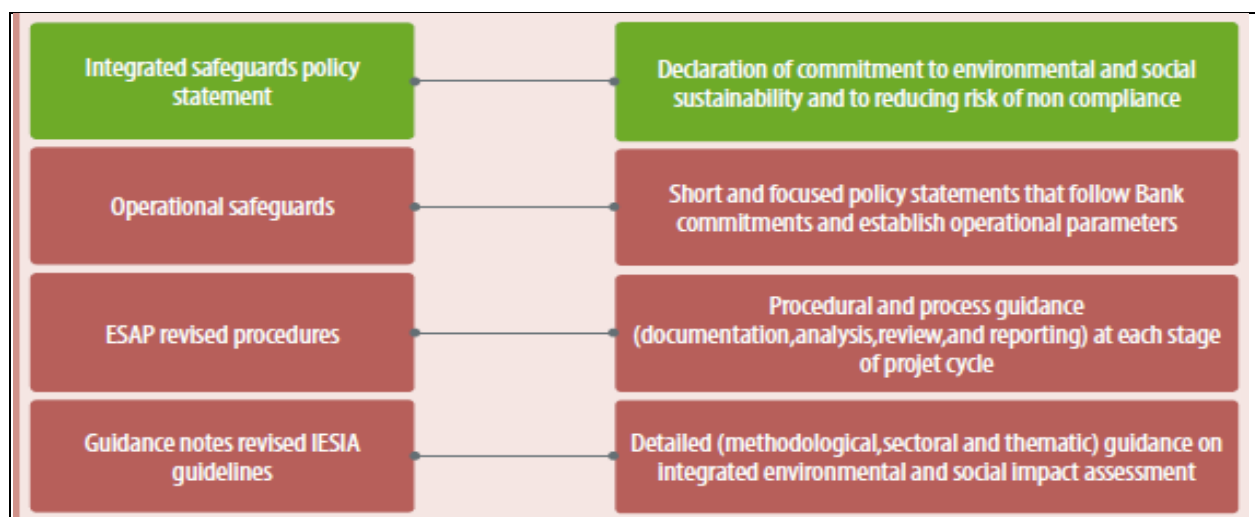 Integrated safeguards policy
statement
Declaration of commitment to environmental and social
sustainability and to reducing risk of non compliance
Operational safeguards
Short and focused policy statements that follow Bank
commitments and establish operational parameters
ESAP revised procedures
Procedural and process guidance
(documentation,analysis,review,and reporting) at each stage
of projet cycle
Guidance notes revised IESIA
guidelines
Detailed (methodological,sectoral and thematic) guidance on
integrated environmental and social impact assessment